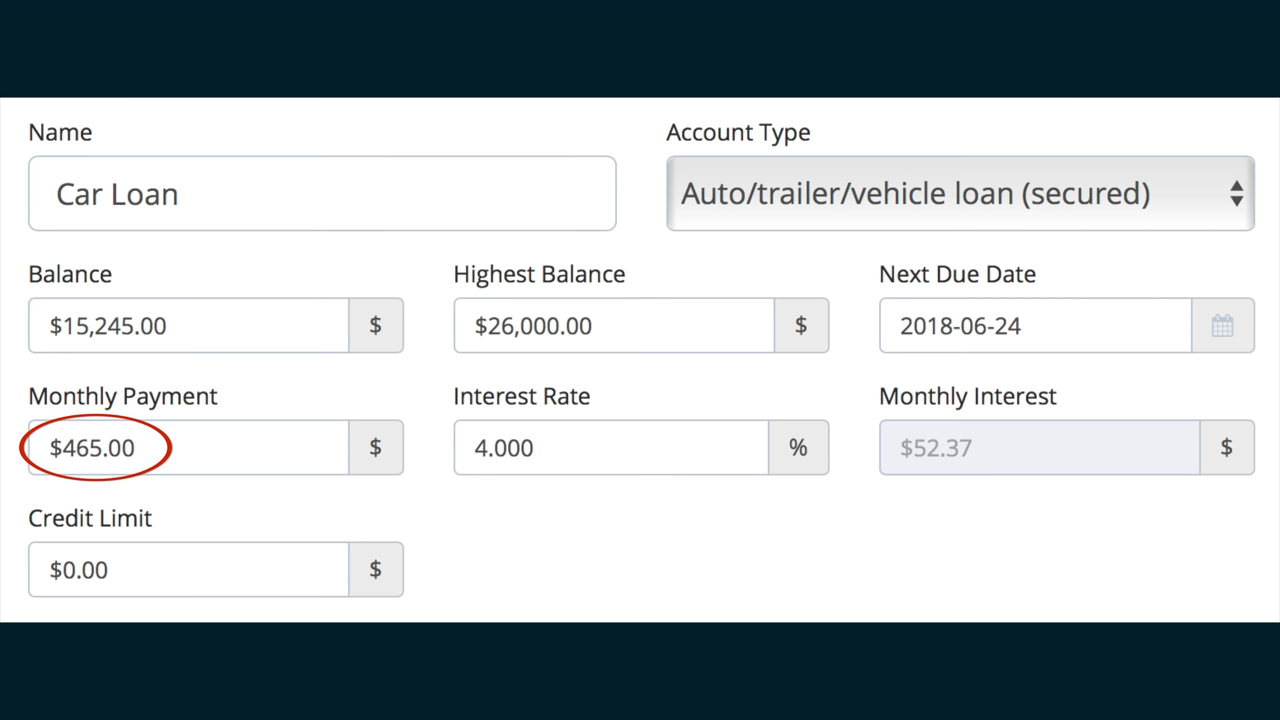 Name
Account Type
Car Loan
Auto/trailer/vehicle loan (secured)
Balance
Highest Balance
Next Due Date
$15,245.00 $
$26,000.00 $
2018-06-24
Monthly Payment
Interest Rate
Monthly Interest
$465.00 $
4.000 %
$52.37 $
Credit Limit
$0.00 $